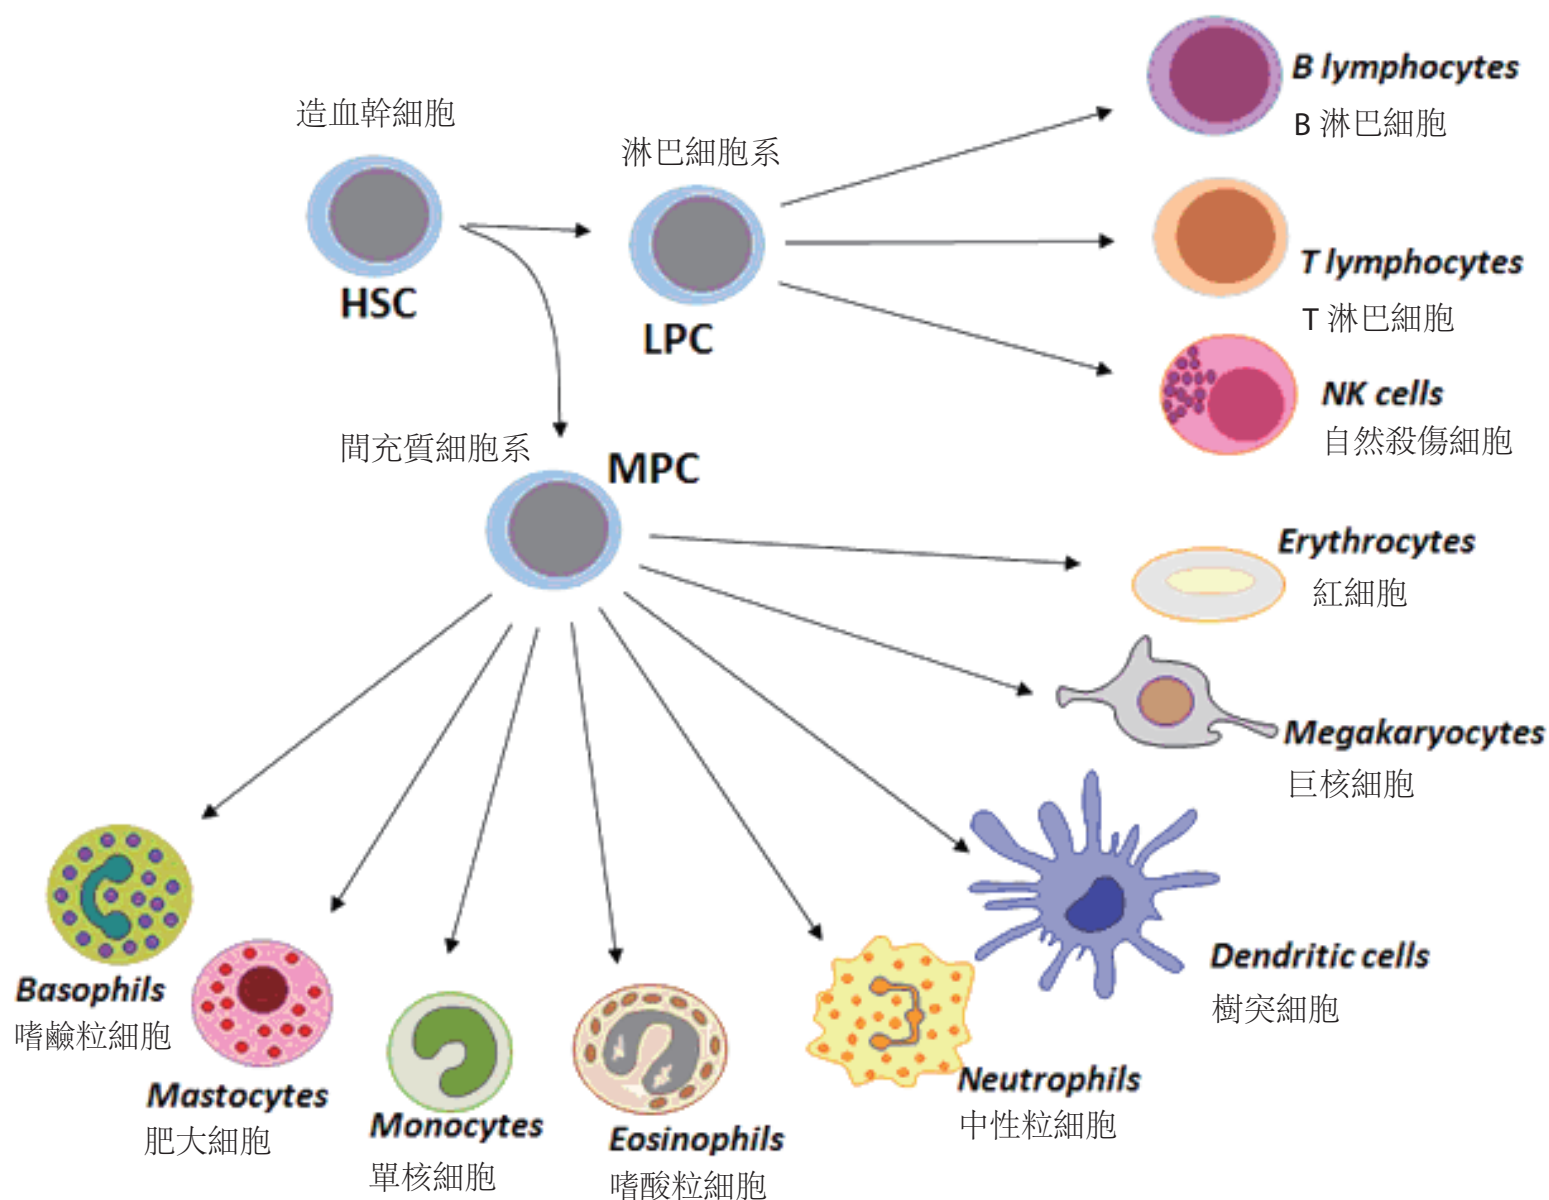 造血幹細胞
HSC
淋巴細胞系
LPC
B lymphocytes
B 淋巴細胞
T lymphocytes
T 淋巴細胞
NK cells
自然殺傷細胞
間充質細胞系
MPC
Erythrocytes
紅細胞
Megakaryocytes
巨核細胞
Dendritic cells
樹突細胞
Neutrophils
中性粒細胞
Eosinophils
嗜酸粒細胞
Monocytes
單核細胞
Mastocytes
肥大細胞
Basophils
嗜鹼粒細胞